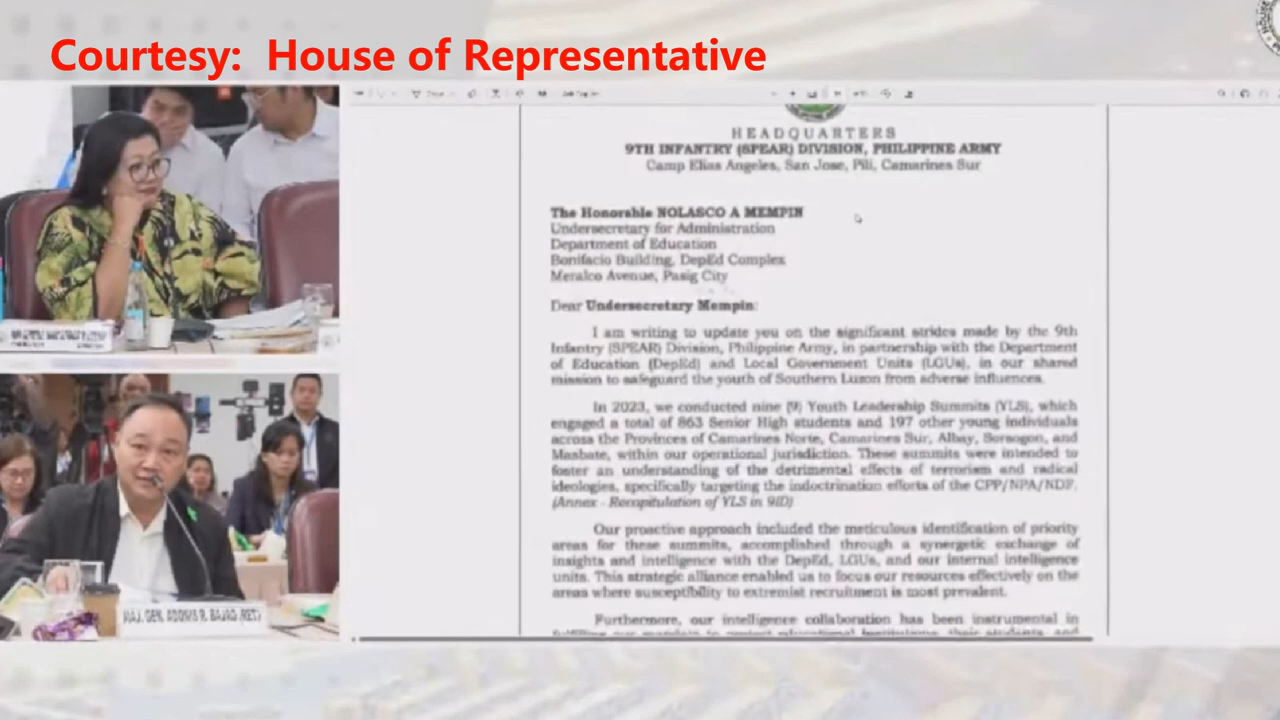 Courtesy: House of Representative
HEADQUARTERS
9TH INFANTRY (SPEAR) DIVISION, PHILIPPINE ARMY
Camp Elias Angeles, San Jose, Pili, Camarines Sur
The Honorable NOLASCO A MEMPIN
Undersecretary for Administration
Department of Education
Bonifacio Building, DepEd Complex
Meralco Avenue, Pasig City
Dear Undersecretary Mempin:
I am writing to update you on the significant strides made by the 9th
Infantry (SPEAR) Division, Philippine Army, in partnership with the Department
of Education (DepEd) and Local Government Units (LGUs), in our shared
mission to safeguard the youth of Southern Luzon from adverse influences.
In 2023, we conducted nine (9) Youth Leadership Summits (YLS), which
engaged a total of 863 Senior High students and 197 other young individuals
across the Provinces of Camarines Norte, Camarines Sur, Albay, Sorsogon, and
Masbate, within our operational jurisdiction. These summits were intended to
foster an understanding of the detrimental effects of terrorism and radical
ideologies, specifically targeting the indoctrination efforts of the CPP/NPA/NDF.
(Annex - Recapitulation of YLS in 9ID)
Our proactive approach included the meticulous identification of priority
areas for these summits, accomplished through a synergetic exchange of
insights and intelligence with the DepEd, LGUs, and our internal intelligence
units. This strategic alliance enabled us to focus our resources effectively on the
areas where susceptibility to extremist recruitment is most prevalent.
Furthermore, our intelligence collaboration has been instrumental in
fulfilling our mandate to protect educational institutions, their students, and
MAJ. GEN. ADONIS R. BAJAO (RET)